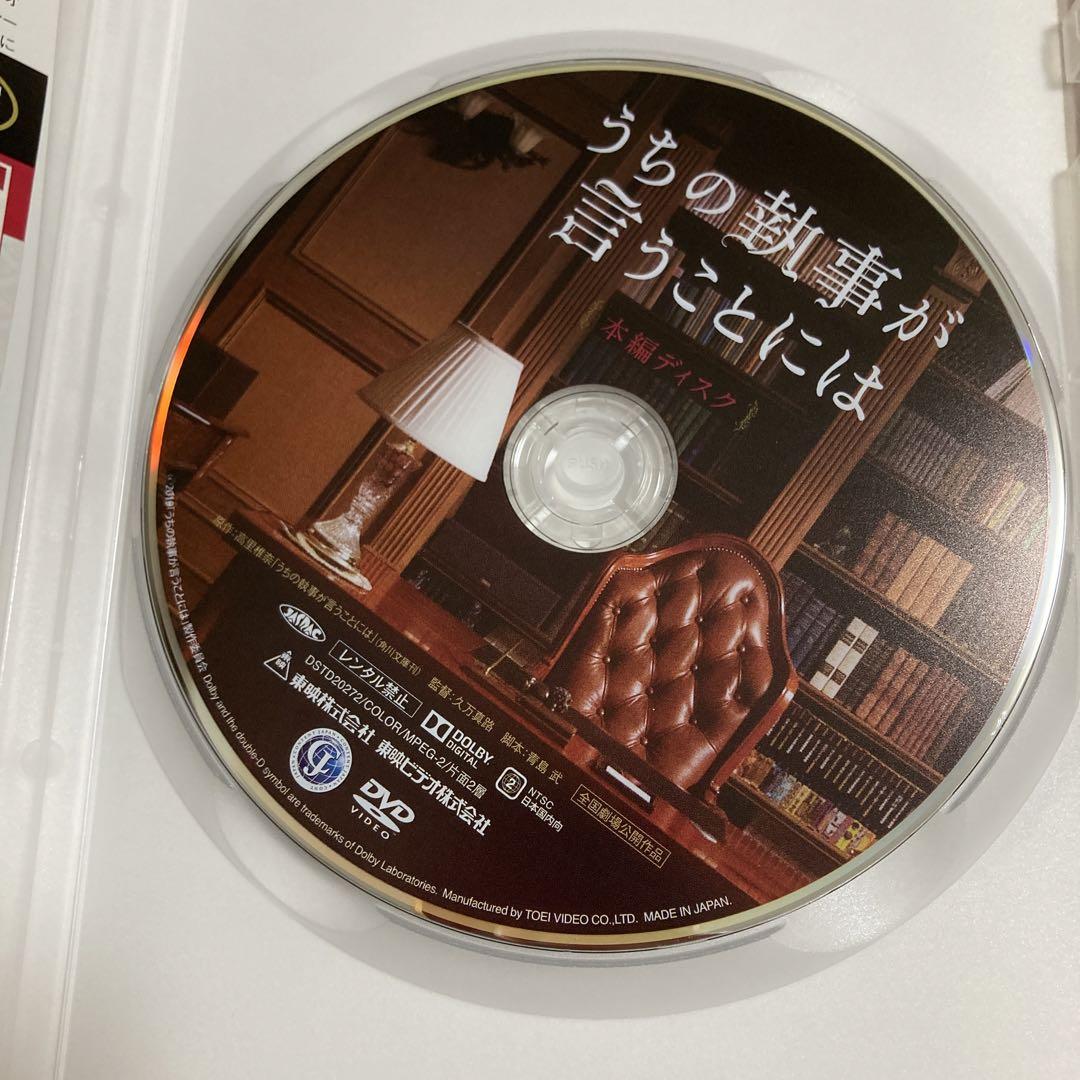 うちの執事が
言うことには
本編ディスク
原作：高里椎奈「うちの執事が言うことには」(角川文庫刊)
監督：久万真路
脚本：青島 武
JASRAC
レンタル禁止
DOLBY
DIGITAL
2
NTSC
日本国内向
全国劇場公開作品
DSTD20272/COLOR/MPEG-2/片面2層
東映株式会社 東映ビデオ株式会社
DVD
VIDEO
「うちの執事が言うことには」製作委員会 Dolby and the double-D symbol are trademarks of Dolby Laboratories. Manufactured by TOEI VIDEO CO.,LTD. MADE IN JAPAN.